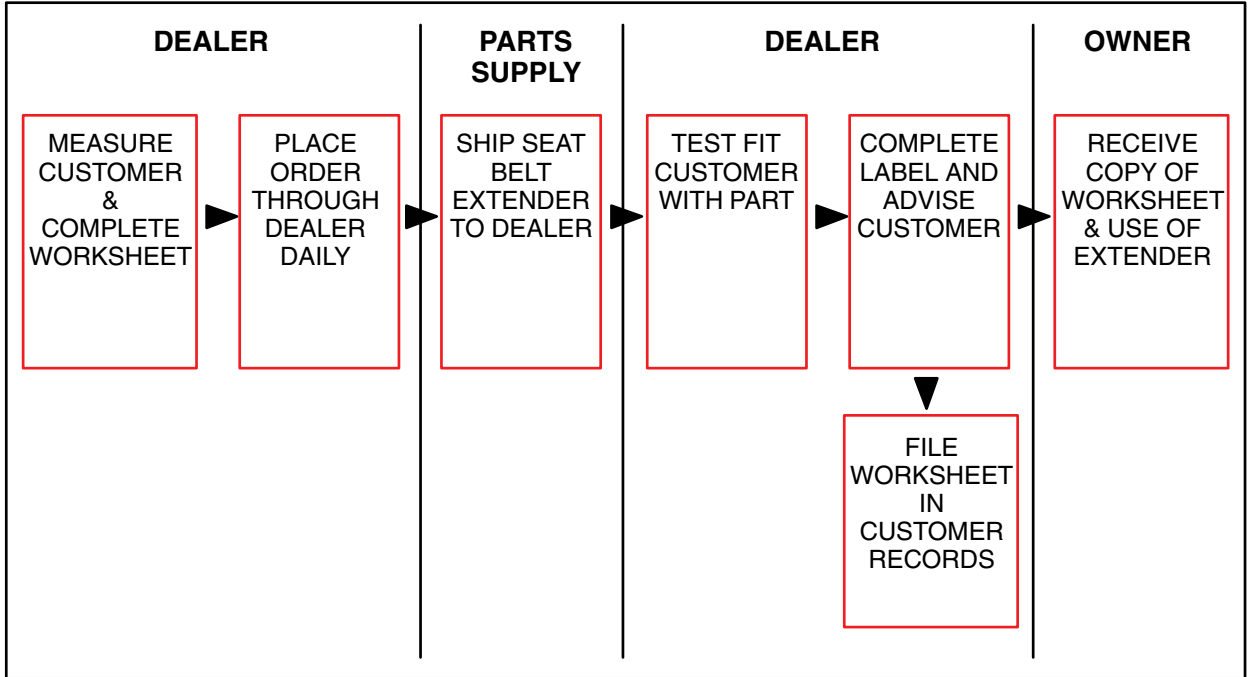 DEALER
PARTS
SUPPLY
DEALER
OWNER
MEASURE
CUSTOMER
&
COMPLETE
WORKSHEET
PLACE
ORDER
THROUGH
DEALER
DAILY
SHIP SEAT
BELT
EXTENDER
TO DEALER
TEST FIT
CUSTOMER
WITH PART
COMPLETE
LABEL AND
ADVISE
CUSTOMER
RECEIVE
COPY OF
WORKSHEET
& USE OF
EXTENDER
FILE
WORKSHEET
IN
CUSTOMER
RECORDS